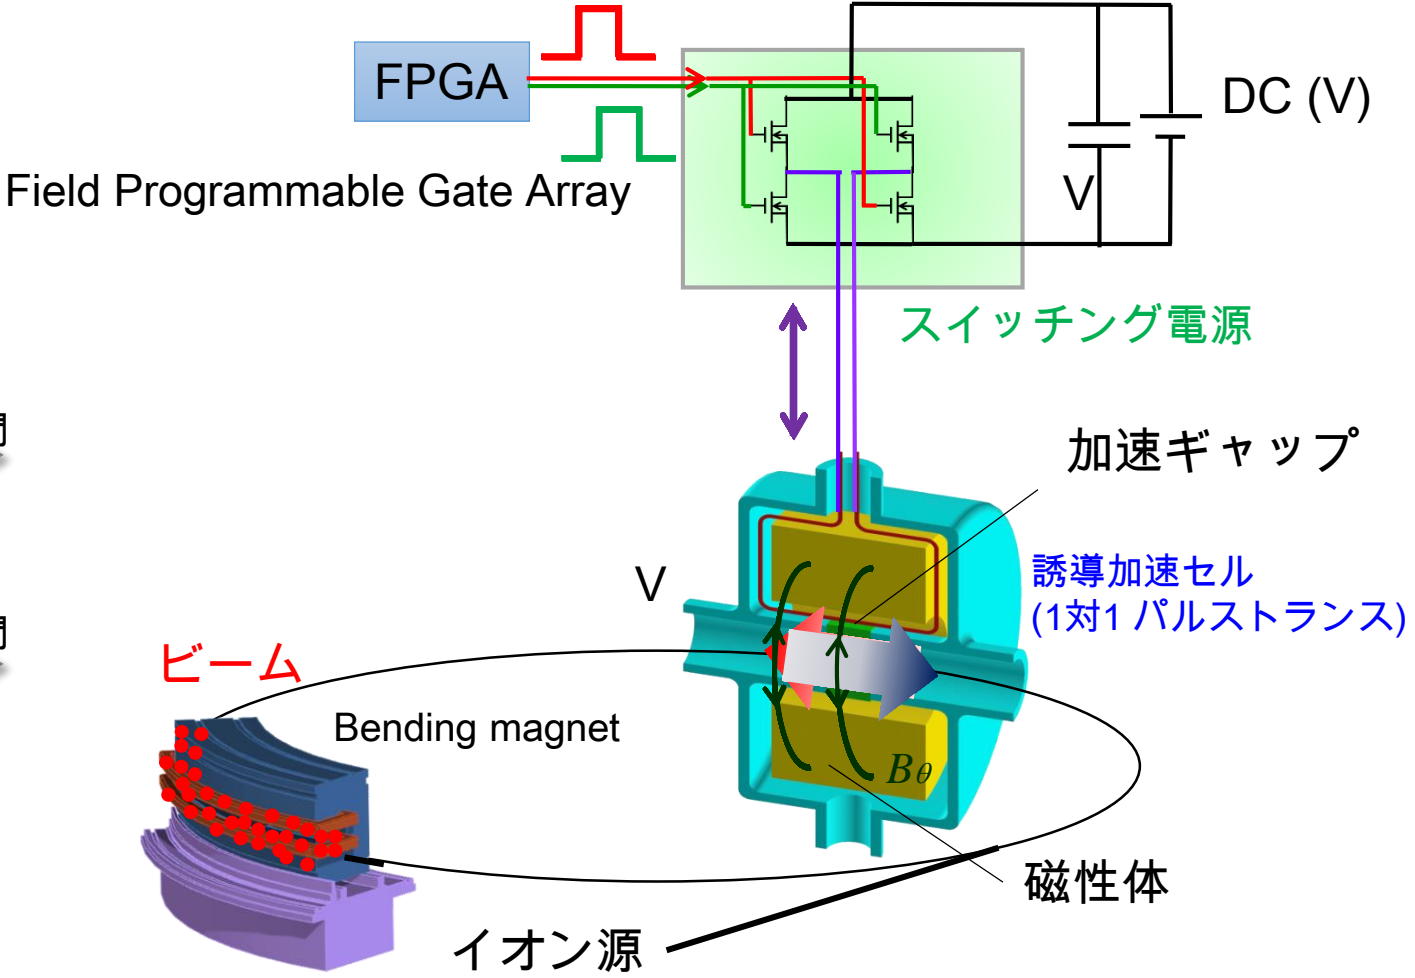 FPGA
DC (V)
Field Programmable Gate Array
V
スイッチング電源
加速ギャップ
誘導加速セル
(1対1 パルストランス)
V
ビーム
Bending magnet
Bθ
磁性体
イオン源